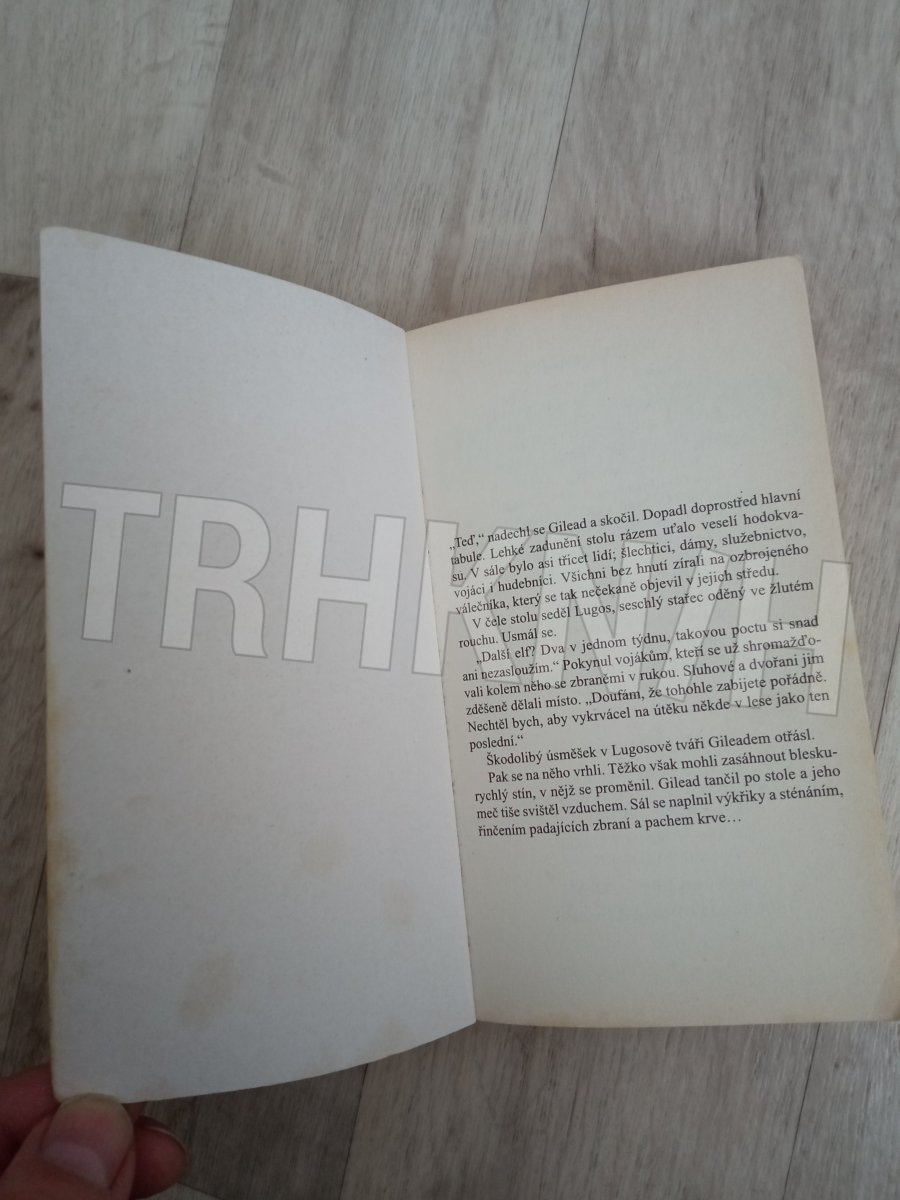 „Teď,“ nadechl se Gilead a skočil. Dopadl doprostřed hlavní
tabule. Lehké zadunění stolu rázem uťalo veselí hodokva-
su. V sále bylo asi třicet lidí; šlechtici, dámy, služebnictvo,
vojáci i hudebníci. Všichni bez hnutí zírali na ozbrojeného
válečníka, který se tak nečekaně objevil v jejich středu.
V čele stolu seděl Lugos, seschlý stařec oděný ve žlutém
rouchu. Usmál se.
„Další elf? Dva v jednom týdnu, takovou poctu si snad
ani nezasloužím.“ Pokynul vojákům, kteří se už shromažďo-
vali kolem něho se zbraněmi v rukou. Sluhové a dvořani jim
zděšeně dělali místo. „Doufám, že tohohle zabijete pořádně.
Nechtěl bych, aby vykrvácel na útěku někde v lese jako ten
poslední.“
Škodolibý úsměšek v Lugosově tváři Gileadem otřásl.
Pak se na něho vrhli. Těžko však mohli zasáhnout blesku-
rychlý stín, v nějž se proměnil. Gilead tančil po stole a jeho
meč tiše svištěl vzduchem. Sál se naplnil výkřiky a sténáním,
řinčením padajících zbraní a pachem krve…
TRHKNIH